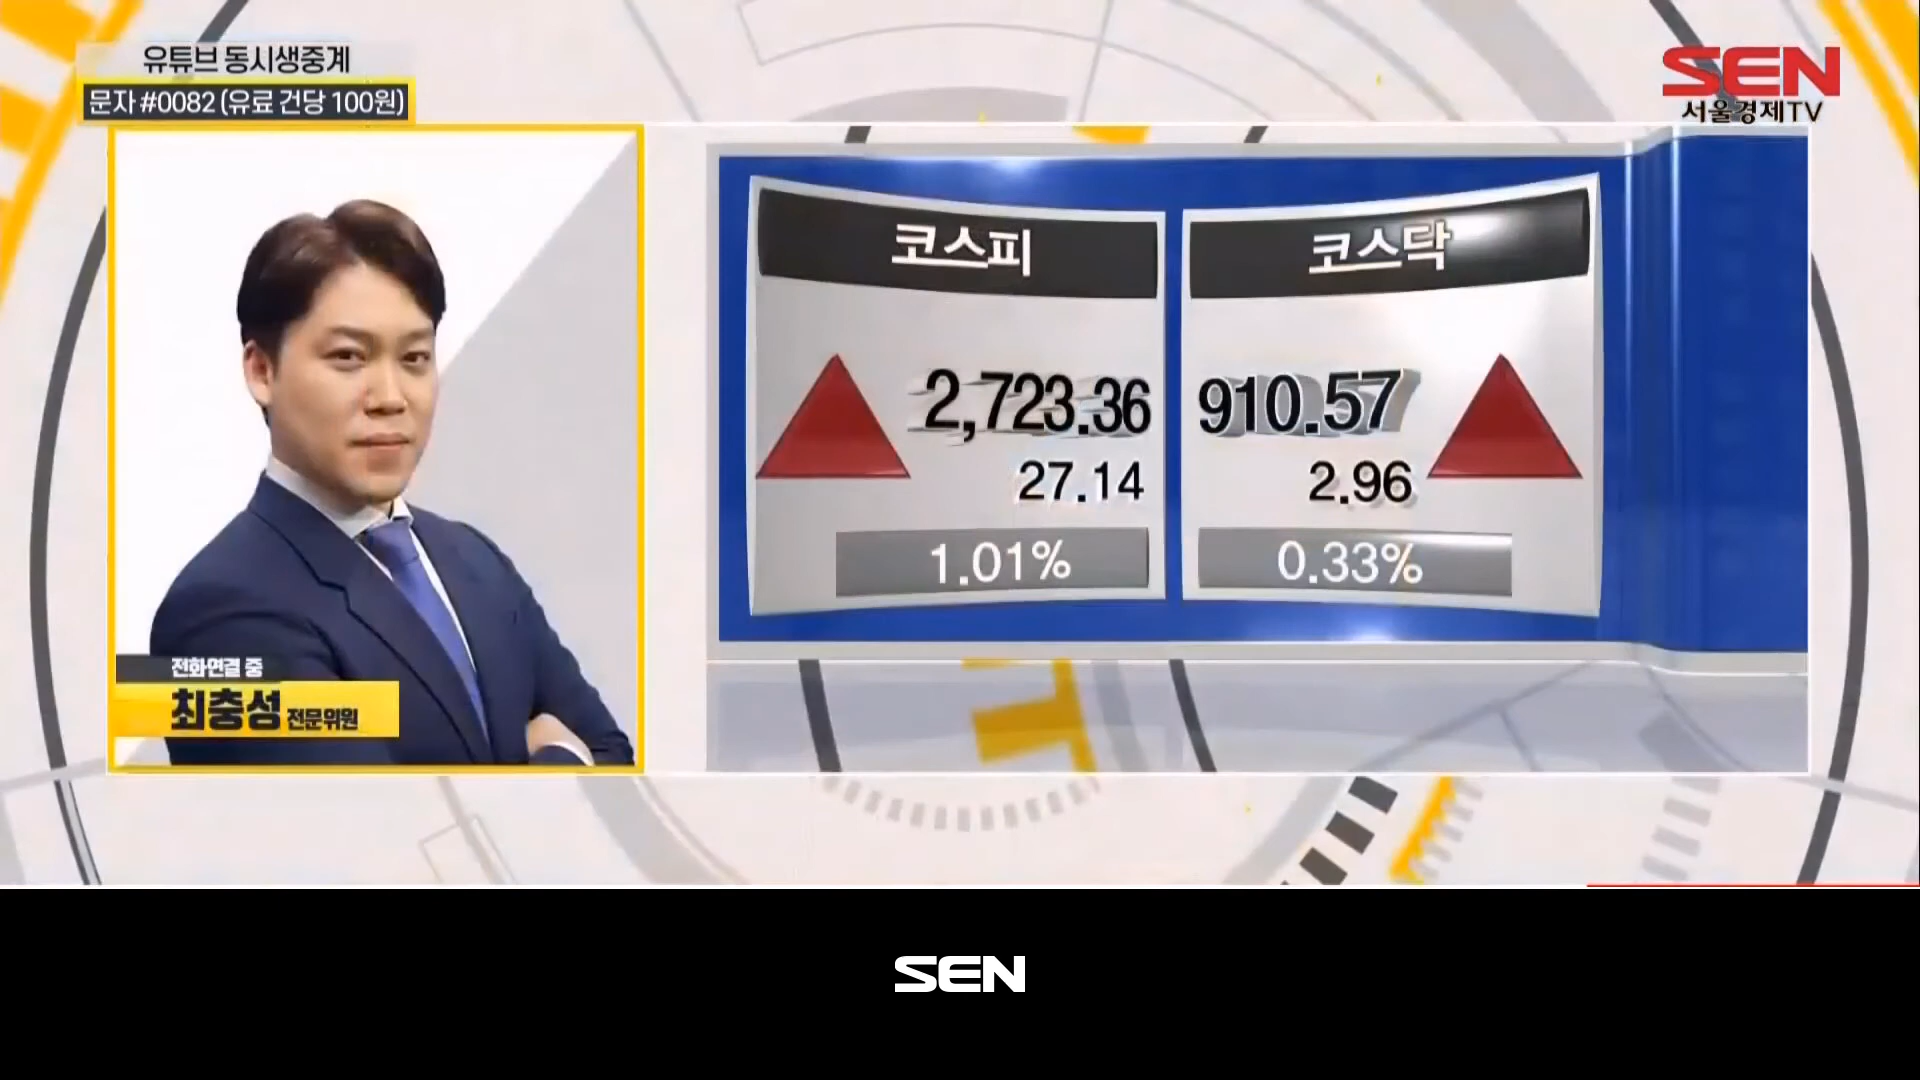 유튜브 동시생중계
문자 #0082 (유료 건당 100원)
SEN
서울경제TV
코스피
2,723.36
27.14
1.01%
코스닥
910.57
2.96
0.33%
전화연결 중
최충성 전문위원
SEN